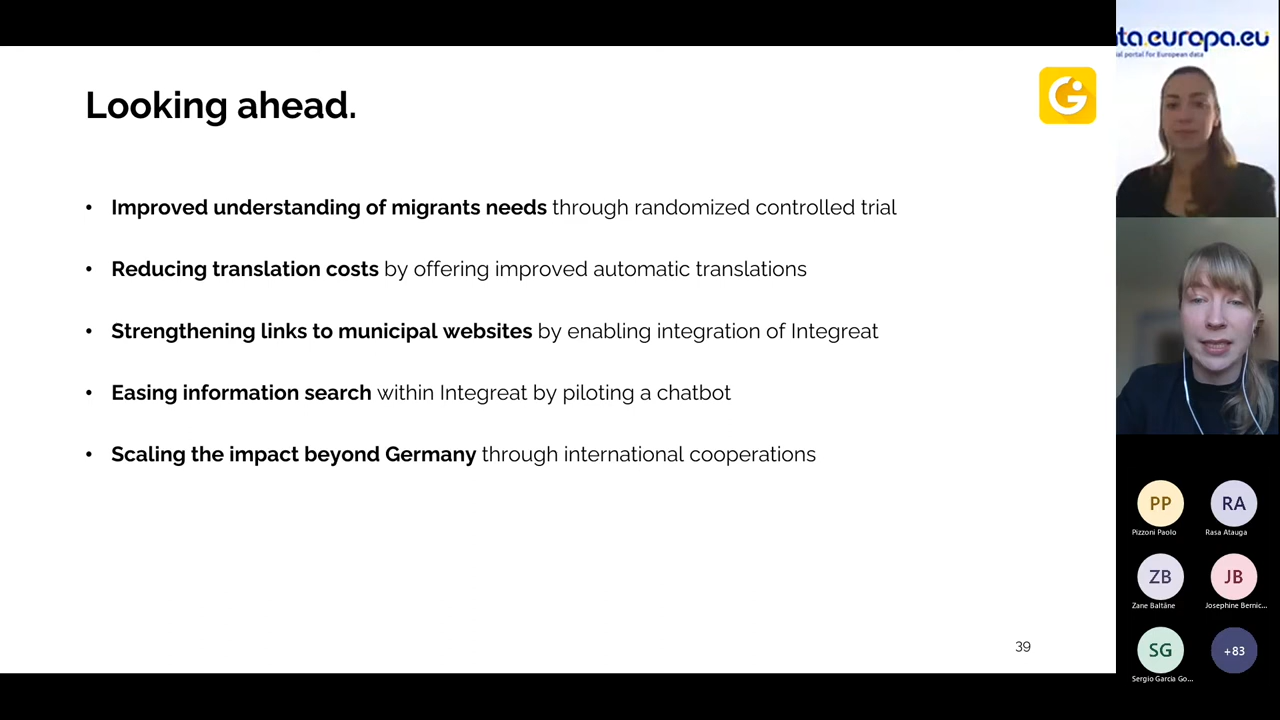 Looking ahead.
• Improved understanding of migrants needs through randomized controlled trial
• Reducing translation costs by offering improved automatic translations
• Strengthening links to municipal websites by enabling integration of Integreat
• Easing information search within Integreat by piloting a chatbot
• Scaling the impact beyond Germany through international cooperations
39
ta.europa.eu
ial portal for European data
PP
RA
Pizzoni Paolo
Rasa Atauga
ZB
JB
Zane Baltāne
Josephine Bernic...
SG
+83
Sergio Garcia Go...